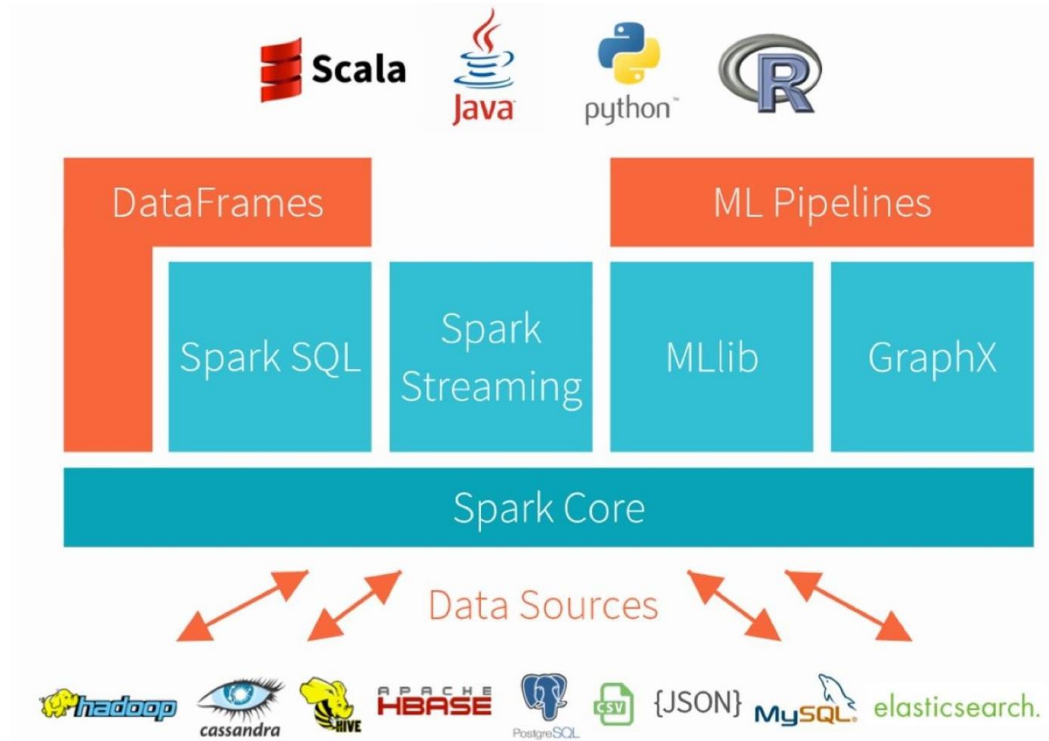 Scala
Java
python™
R
DataFrames
ML Pipelines
Spark SQL
Spark
Streaming
MLlib
GraphX
Spark Core
Data Sources
hadoop
cassandra
HIVE
APACHE
HBASE
PostgreSQL
CSV
{JSON}
MySQL.
elasticsearch.